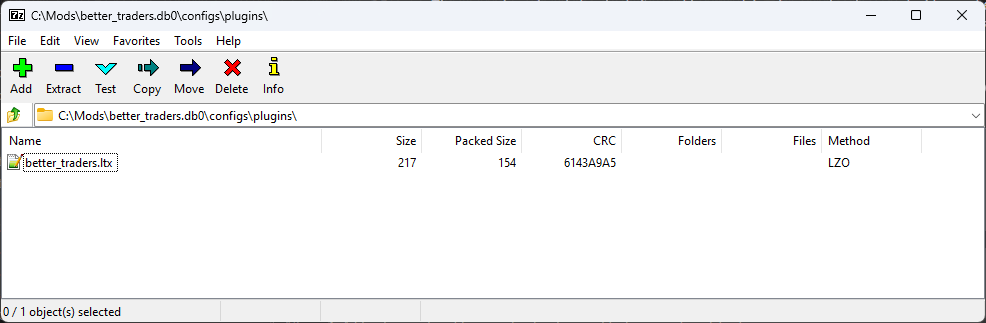 7z C:\Mods\better_traders.db0\configs\plugins\
File Edit View Favorites Tools Help
Add Extract Test Copy Move Delete Info
C:\Mods\better_traders.db0\configs\plugins\
Name Size Packed Size CRC Folders Files Method
better_traders.ltx 217 154 6143A9A5 LZO
0 / 1 object(s) selected